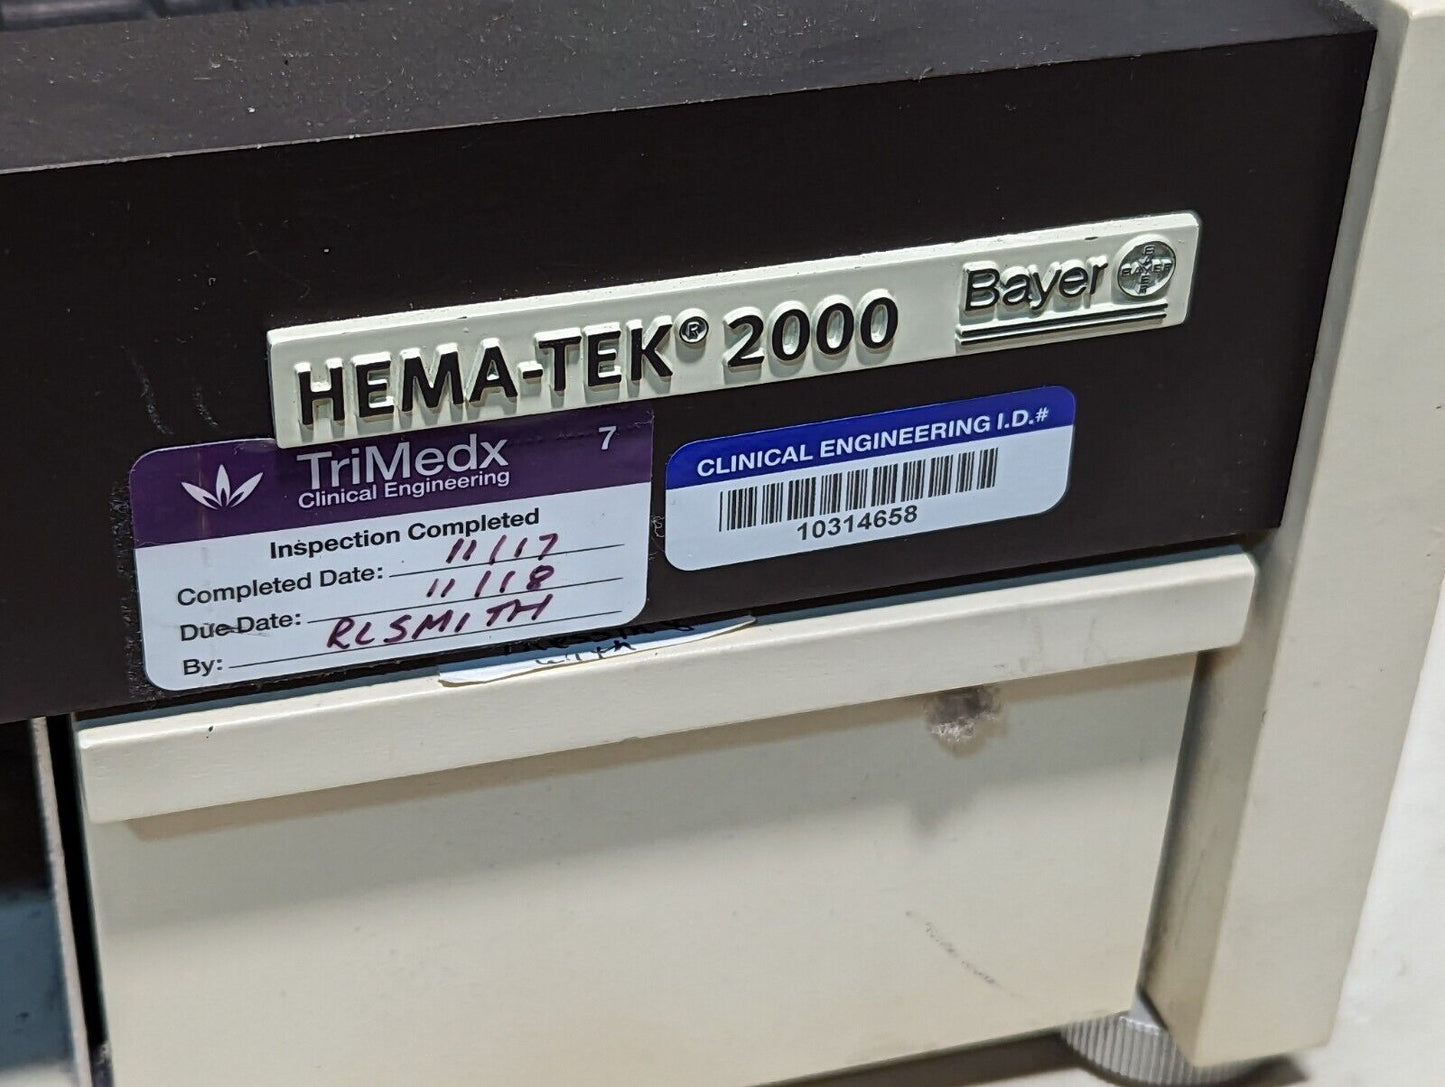 HEMA-TEK® 2000
Bayer
BAYER
BAYER
TriMedx
7
Clinical Engineering
Inspection Completed
Completed Date: 11/17
Due Date: 11/18
By: RLSMITH
CLINICAL ENGINEERING I.D.#
10314658